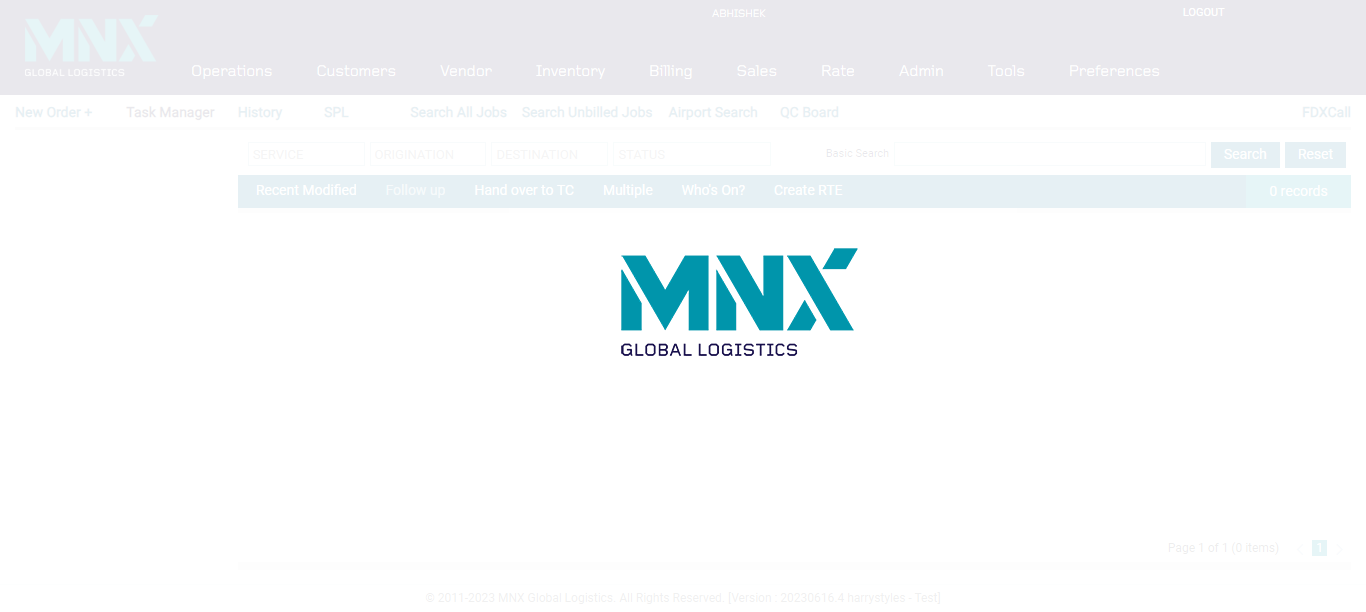 ABHISHEK LOGOUT
MNX
GLOBAL LOGISTICS
Operations Customers Vendor Inventory Billing Sales Rate Admin Tools Preferences
New Order + Task Manager History SPL Search All Jobs Search Unbilled Jobs Airport Search QC Board FDXCall
SERVICE ORIGINATION DESTINATION STATUS Basic Search Search Reset
Recent Modified Follow up Hand over to TC Multiple Who's On? Create RTE 0 records
MNX
GLOBAL LOGISTICS
Page 1 of 1 (0 items) 1
© 2011-2023 MNX Global Logistics. All Rights Reserved. [Version : 20230616.4 harrystyles - Test]